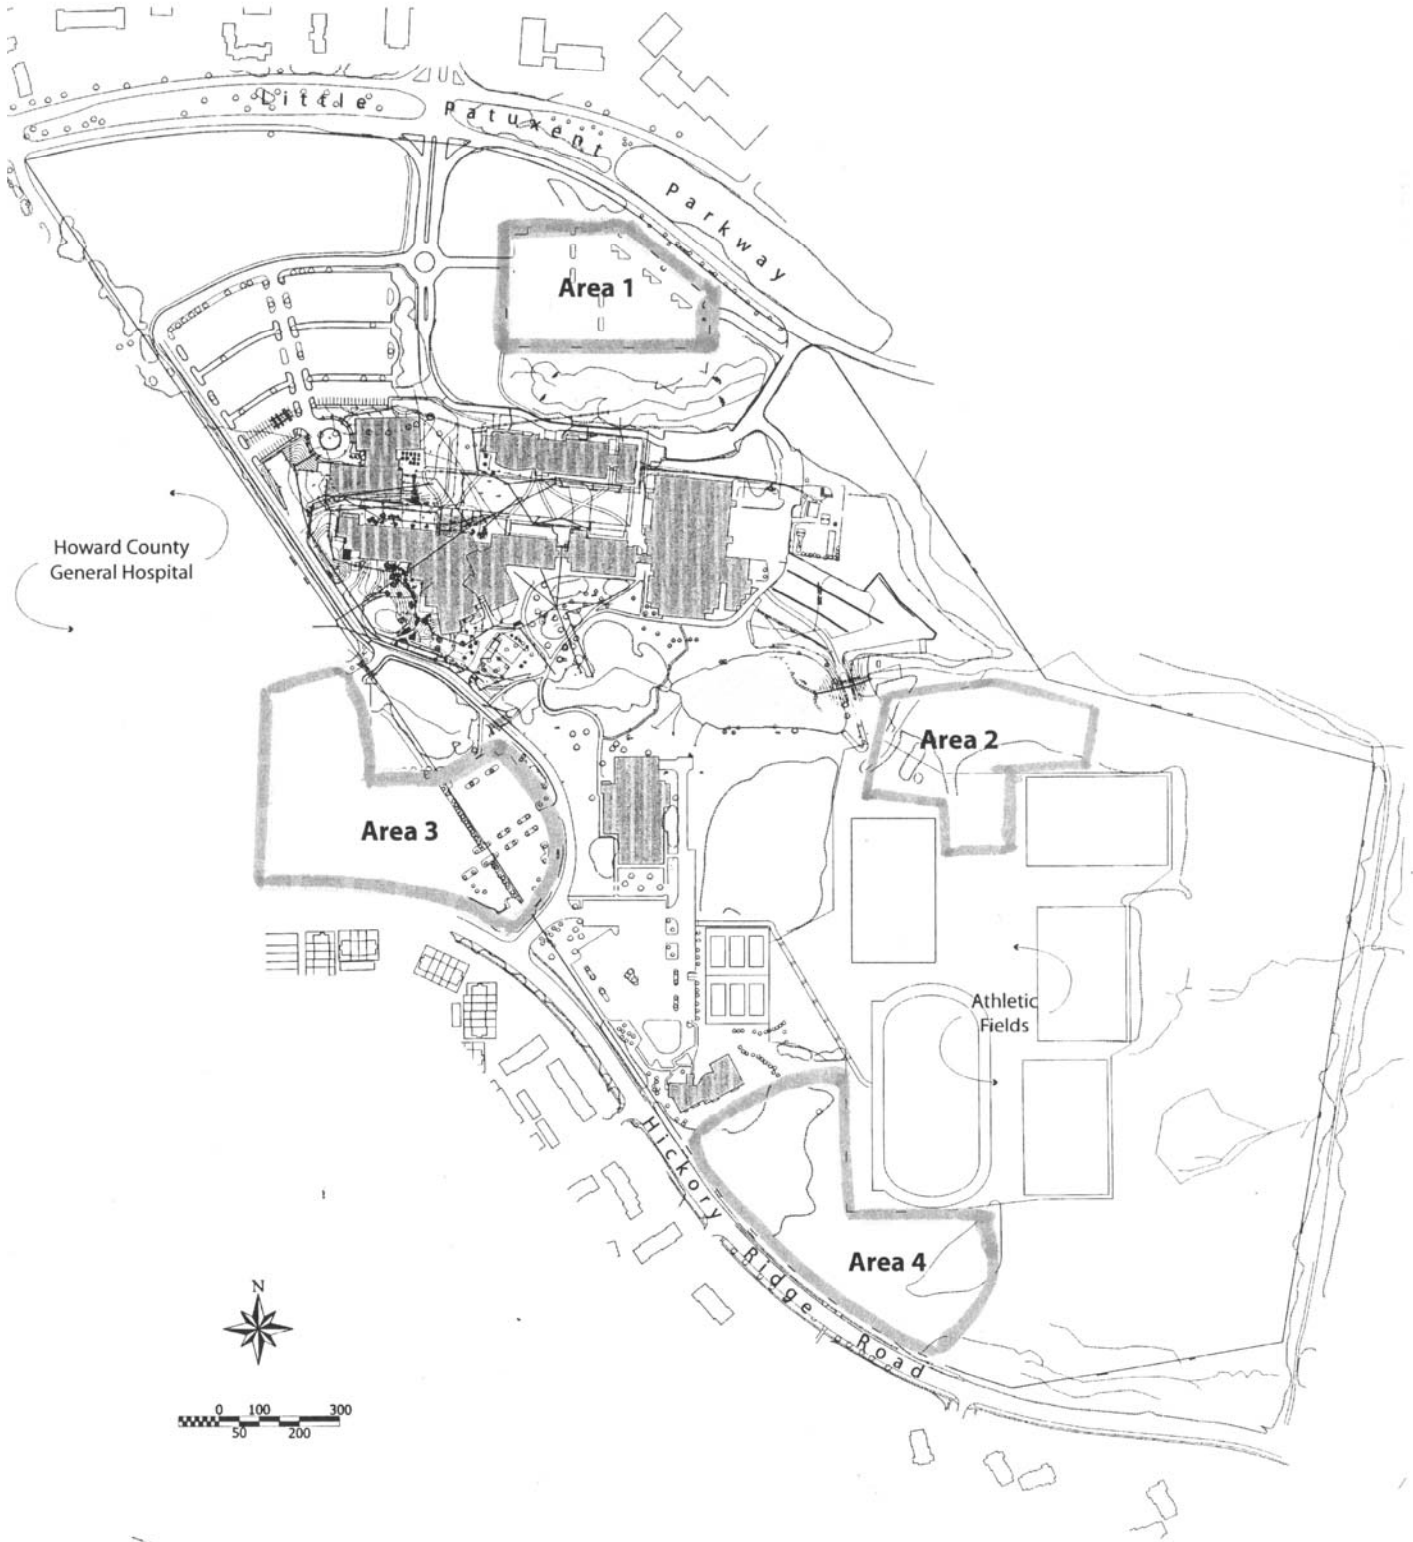 Little Patuxent Parkway
Area 1
Howard County
General Hospital
Area 2
Area 3
Athletic
Fields
Hickory Ridge Road
Area 4
N
0 100 300
50 200